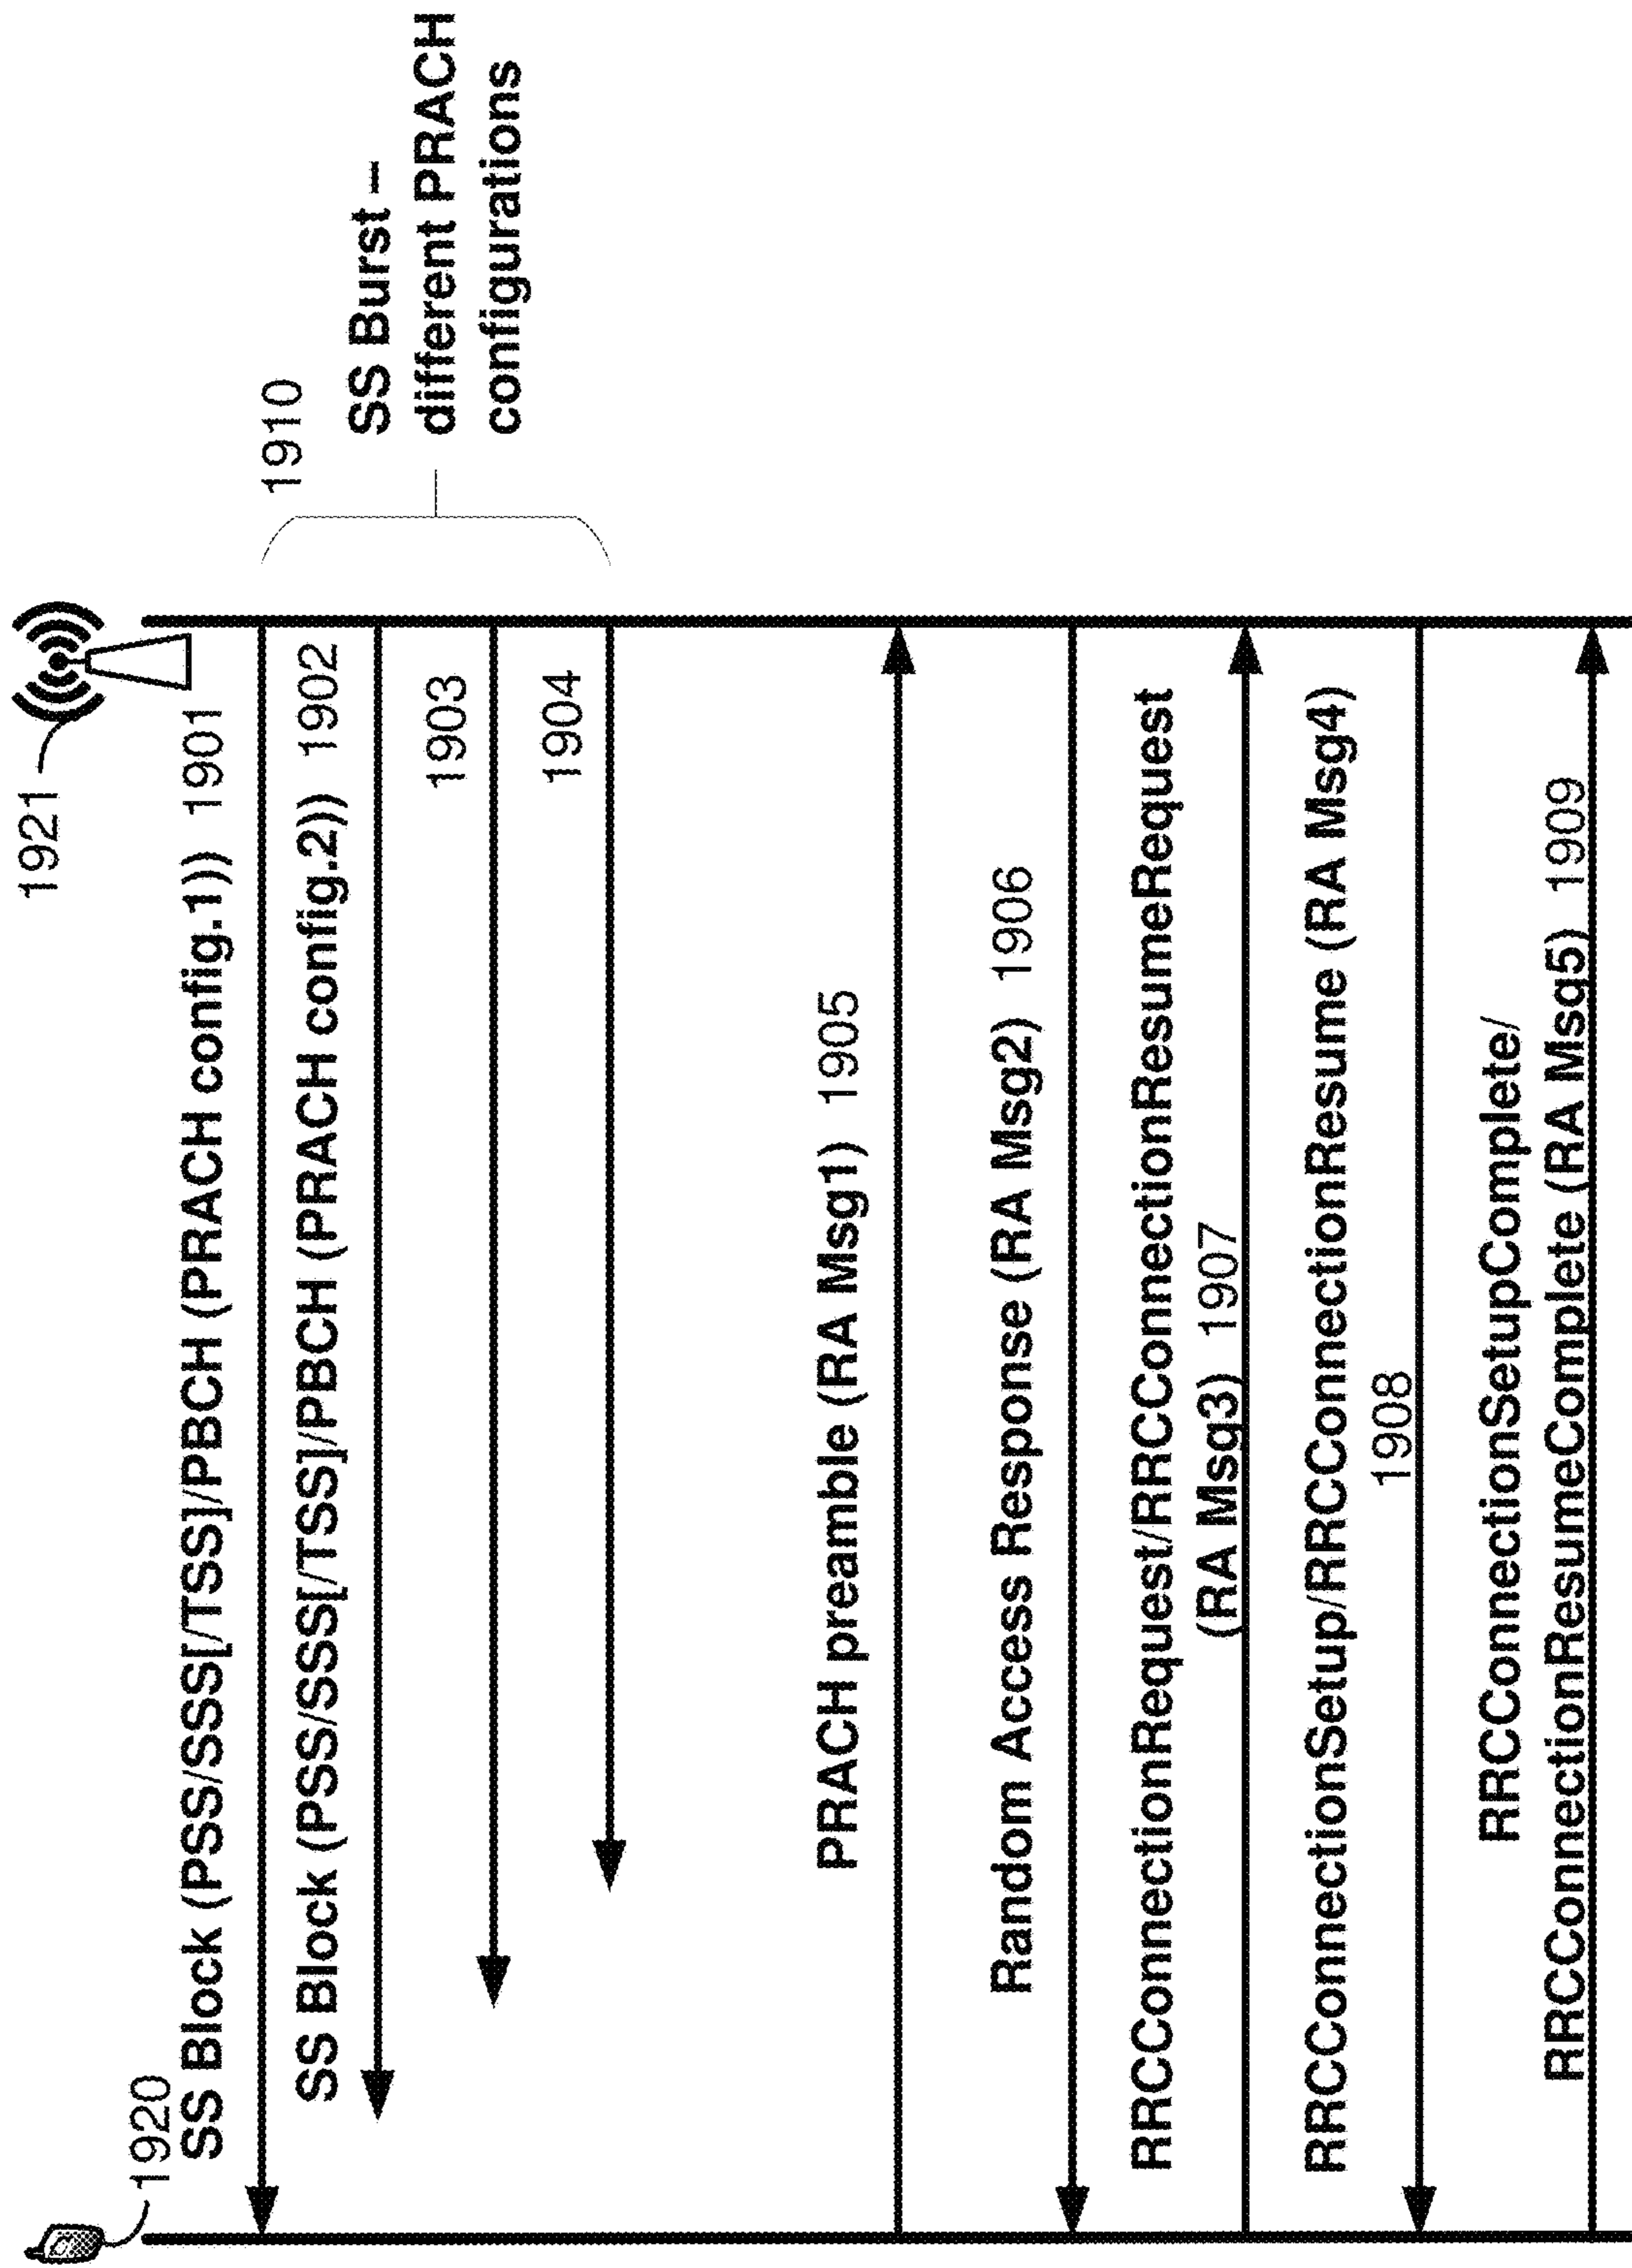 1920
1921
SS Block (PSS/SSS[/TSS]/PBCH (PRACH config.1)) 1901
SS Block (PSS/SSS[/TSS]/PBCH (PRACH config.2)) 1902
1903
1904
1910
SS Burst –
different PRACH
configurations
PRACH preamble (RA Msg1) 1905
Random Access Response (RA Msg2) 1906
RRCConnectionRequest/RRCConnectionResumeRequest
(RA Msg3) 1907
RRCConnectionSetup/RRCConnectionResume (RA Msg4)
1908
RRCConnectionSetupComplete/
RRCConnectionResumeComplete (RA Msg5) 1909